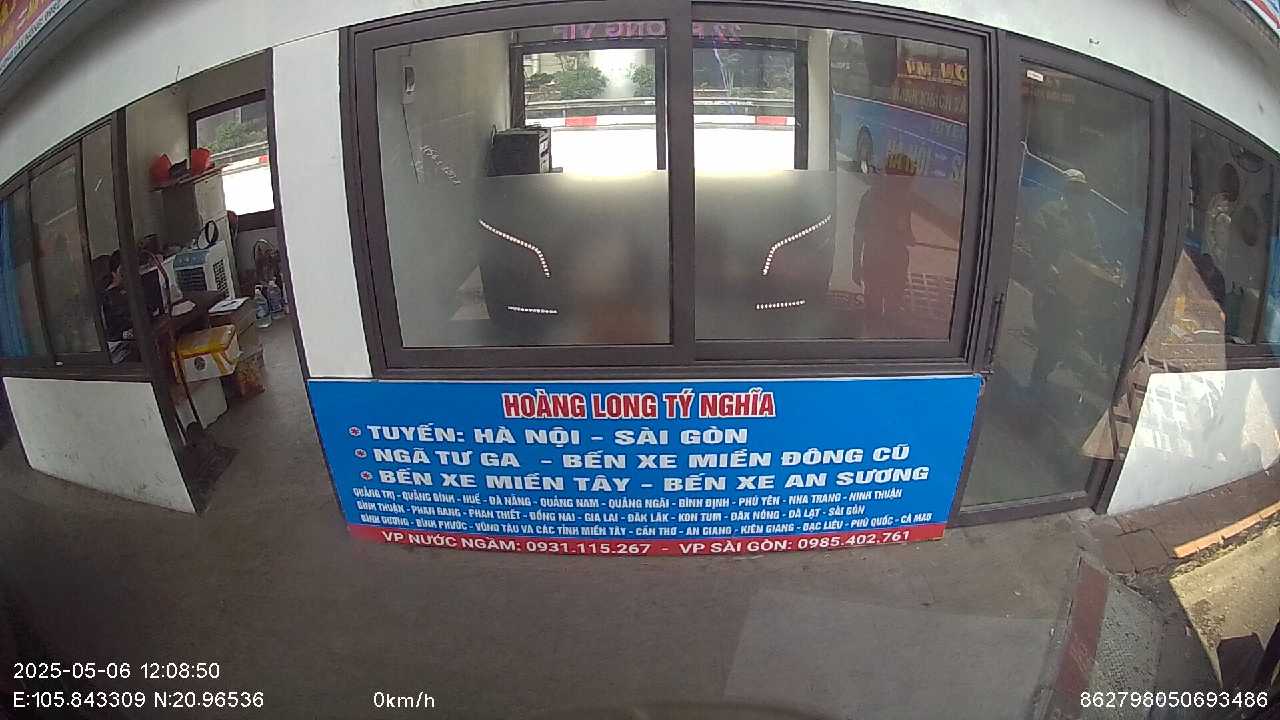 HOÀNG LONG TÝ NGHĨA
* TUYẾN: HÀ NỘI - SÀI GÒN
* NGÃ TƯ GA - BẾN XE MIỀN ĐÔNG CŨ
* BẾN XE MIỀN TÂY - BẾN XE AN SƯƠNG
QUẢNG TRỊ - QUẢNG BÌNH - HUẾ - ĐÀ NẴNG - QUẢNG NAM - QUẢNG NGÃI - BÌNH ĐỊNH - PHÚ YÊN - NHA TRANG - NINH THUẬN
BÌNH THUẬN - PHAN RANG - PHAN THIẾT - ĐỒNG NAI - GIA LAI - ĐĂK LĂK - KON TUM - ĐĂK NÔNG - ĐÀ LẠT - SÀI GÒN
BÌNH DƯƠNG - BÌNH PHƯỚC - VŨNG TÀU VÀ CÁC TỈNH MIỀN TÂY - CẦN THƠ - AN GIANG - KIÊN GIANG - BẠC LIÊU - PHÚ QUỐC - CÀ MAU
VP NƯỚC NGẦM: 0931.115.267 - VP SÀI GÒN: 0985.402.761
2025-05-06 12:08:50
E:105.843309 N:20.96536
0km/h
862798050693486